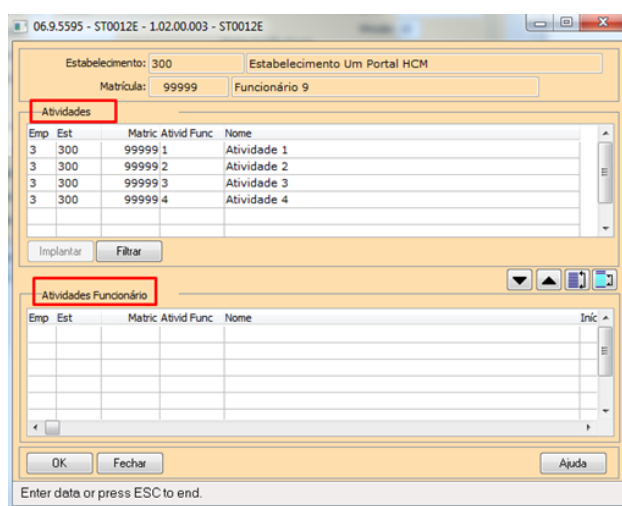 06.9.5595 - ST0012E - 1.02.00.003 - ST0012E
Estabelecimento: 300 Estabelecimento Um Portal HCM
Matrícula: 99999 Funcionário 9
Atividades
Emp Est Matric Ativid Func Nome
3 300 99999 1 Atividade 1
3 300 99999 2 Atividade 2
3 300 99999 3 Atividade 3
3 300 99999 4 Atividade 4
Implantar Filtrar
Atividades Funcionário
Emp Est Matric Ativid Func Nome Iníc
OK Fechar Ajuda
Enter data or press ESC to end.